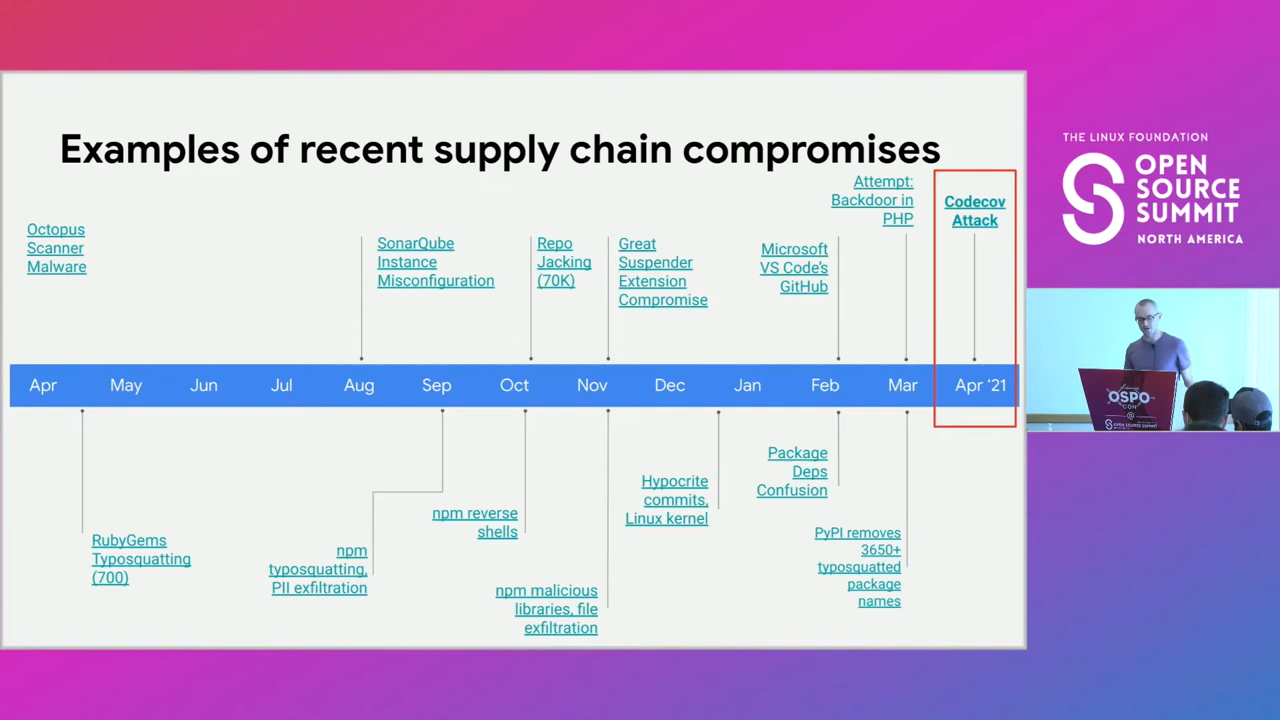 Examples of recent supply chain compromises
Octopus
Scanner
Malware
SonarQube
Instance
Misconfiguration
Repo
Jacking
(70K)
Great
Suspender
Extension
Compromise
Microsoft
VS Code's
GitHub
Attempt:
Backdoor in
PHP
Codecov
Attack
Apr May Jun Jul Aug Sep Oct Nov Dec Jan Feb Mar Apr '21
RubyGems
Typosquatting
(700)
npm
typosquatting,
PII exfiltration
npm reverse
shells
npm malicious
libraries, file
exfiltration
Hypocrite
commits,
Linux kernel
Package
Deps
Confusion
PyPI removes
3650+
typosquatted
package
names
THE LINUX FOUNDATION
OPEN
SOURCE
SUMMIT
NORTH AMERICA
OSPO
CON
OPEN SOURCE SUMMIT